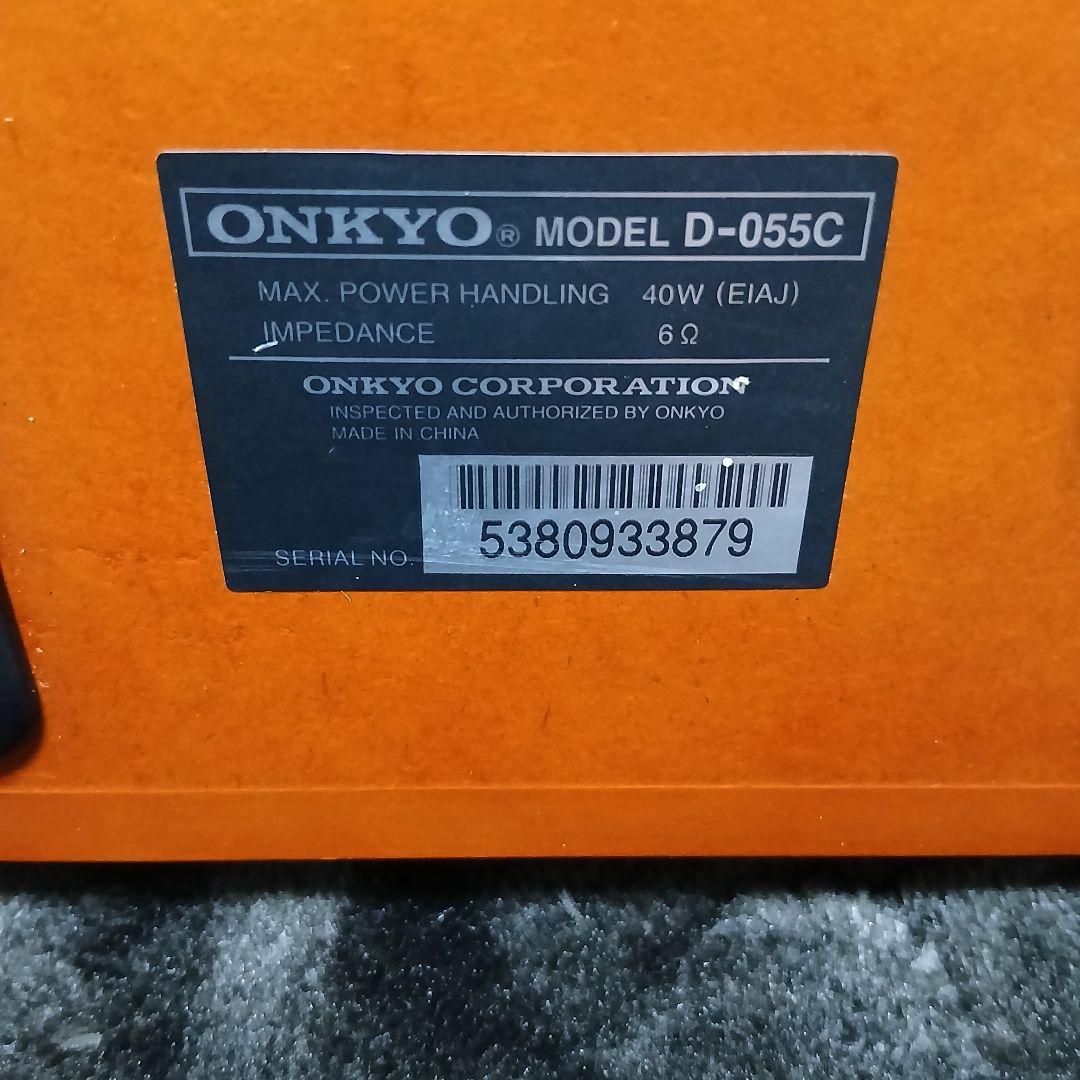 ONKYO® MODEL D-055C
MAX. POWER HANDLING 40W (EIAJ)
IMPEDANCE 6Ω
ONKYO CORPORATION
INSPECTED AND AUTHORIZED BY ONKYO
MADE IN CHINA
SERIAL NO. 5380933879